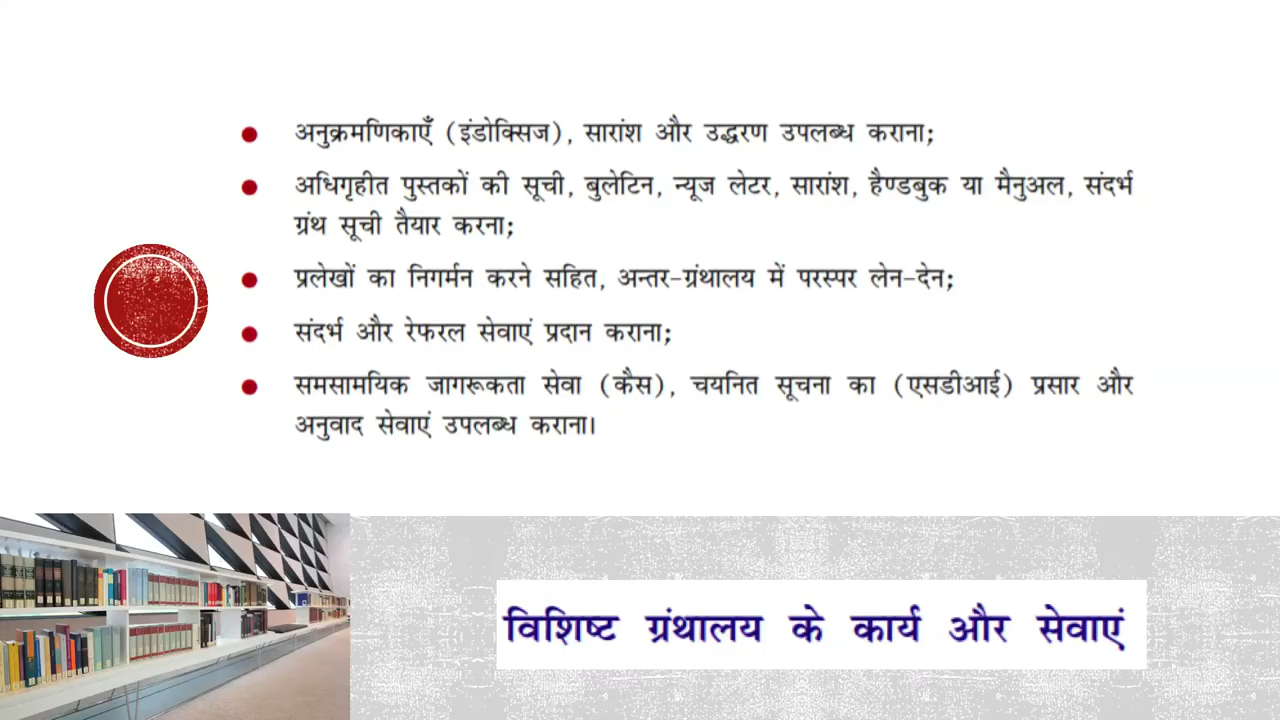 अनुक्रमणिकाएँ (इंडोक्सिज), सारांश और उद्धरण उपलब्ध कराना;
अधिगृहीत पुस्तकों की सूची, बुलेटिन, न्यूज लेटर, सारांश, हैण्डबुक या मैनुअल, संदर्भ
ग्रंथ सूची तैयार करना;
प्रलेखों का निगर्मन करने सहित, अन्तर-ग्रंथालय में परस्पर लेन-देन;
संदर्भ और रेफरल सेवाएं प्रदान कराना;
समसामयिक जागरूकता सेवा (कैस), चयनित सूचना का (एसडीआई) प्रसार और
अनुवाद सेवाएं उपलब्ध कराना।
विशिष्ट ग्रंथालय के कार्य और सेवाएं